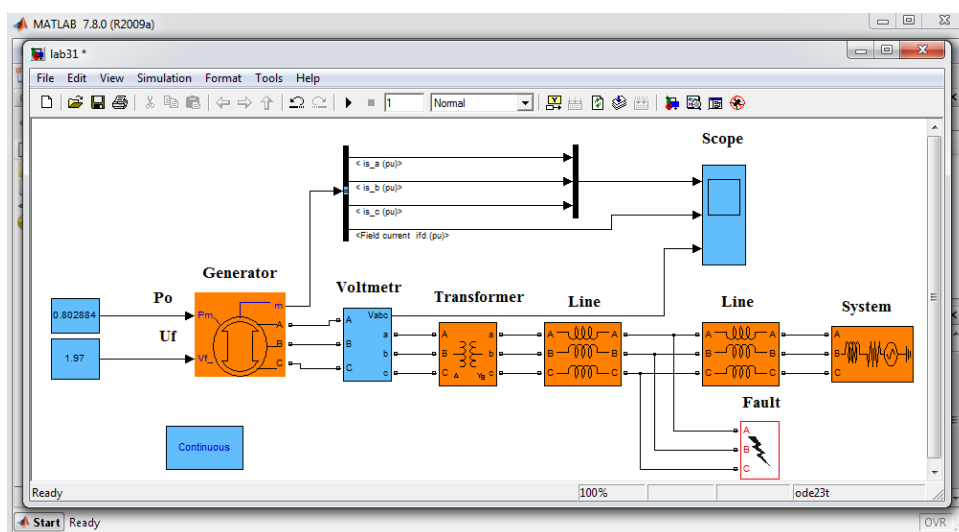 MATLAB 7.8.0 (R2009a)
lab31 *
File Edit View Simulation Format Tools Help
1 Normal
Scope
< is_a (pu)>
< is_b (pu)>
< is_c (pu)>
<Field current ifd (pu)>
Generator
Voltmetr
Transformer
Line
Line
System
Po
Uf
0.802884
1.97
Pm
Vf_
m
A
B
C
A
B
C
Vabc
a
b
c
A
B
C
a
b
c
Δ
Yg
A
B
C
A
B
C
A
B
C
A
B
C
A
B
C
Fault
A
B
C
Continuous
Ready 100% ode23t
Start Ready OVR